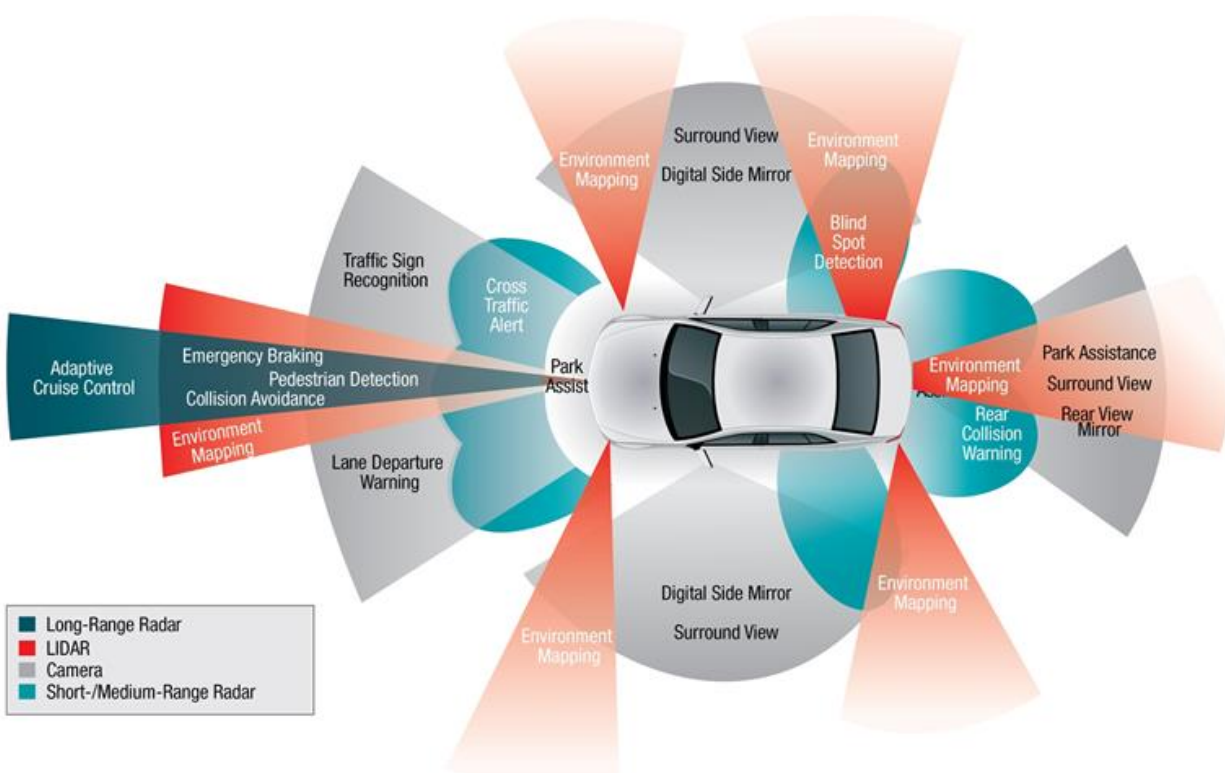 Surround View
Digital Side Mirror
Environment
Mapping
Environment
Mapping
Blind
Spot
Detection
Traffic Sign
Recognition
Cross
Traffic
Alert
Adaptive
Cruise Control
Emergency Braking
Pedestrian Detection
Collision Avoidance
Environment
Mapping
Lane Departure
Warning
Park
Assist
Environment
Mapping
Rear
Collision
Warning
Park Assistance
Surround View
Rear View
Mirror
Digital Side Mirror
Surround View
Environment
Mapping
Environment
Mapping
Long-Range Radar
LIDAR
Camera
Short-/Medium-Range Radar